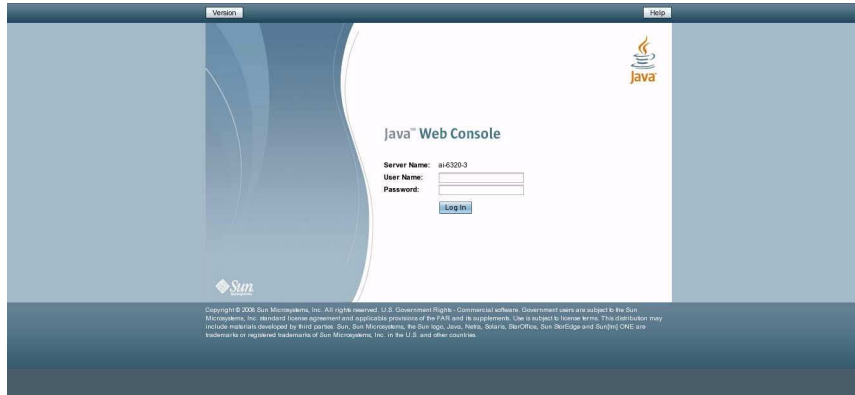 Version
Help
Java
Java™ Web Console
Server Name: ai-6320-3
User Name:
Password:
Log In
Sun
Copyright © 2006 Sun Microsystems, Inc. All rights reserved. U.S. Government Rights - Commercial software. Government users are subject to the Sun
Microsystems, Inc. standard license agreement and applicable provisions of the FAR and its supplements. Use is subject to license terms. This distribution may
include materials developed by third parties. Sun, Sun Microsystems, the Sun logo, Java, Netra, Solaris, StarOffice, Sun StorEdge and Sun[tm] ONE are
trademarks or registered trademarks of Sun Microsystems, Inc. in the U.S. and other countries.